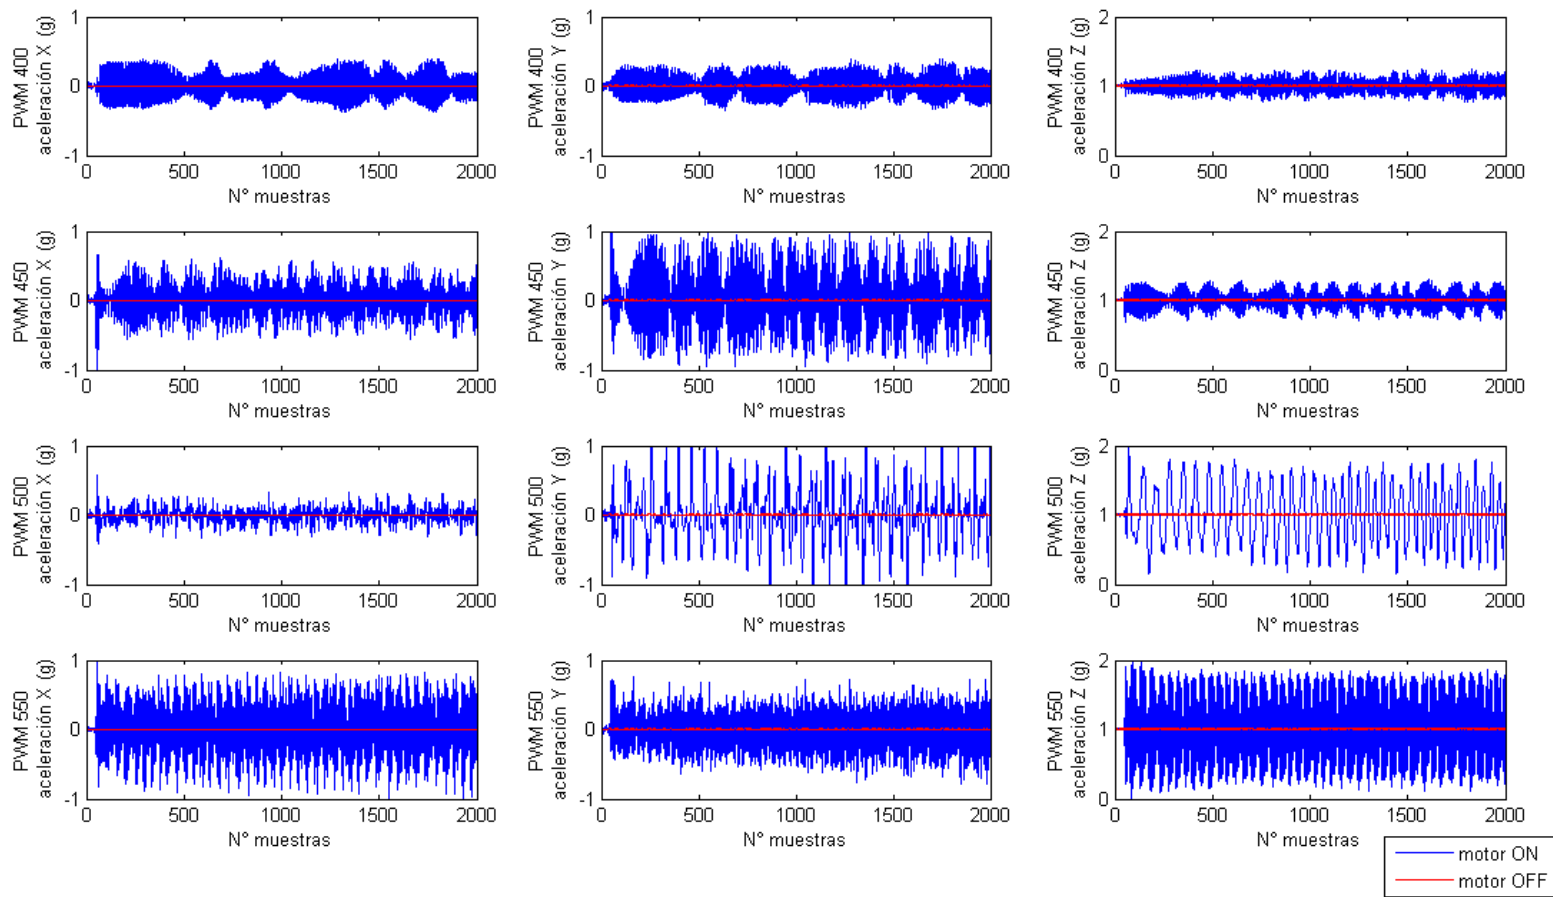 1
0
-1
PWM 400
aceleración X (g)
0 500 1000 1500 2000
N° muestras
1
0
-1
PWM 400
aceleración Y (g)
0 500 1000 1500 2000
N° muestras
2
1
0
PWM 400
aceleración Z (g)
0 500 1000 1500 2000
N° muestras
1
0
-1
PWM 450
aceleración X (g)
0 500 1000 1500 2000
N° muestras
1
0
-1
PWM 450
aceleración Y (g)
0 500 1000 1500 2000
N° muestras
2
1
0
PWM 450
aceleración Z (g)
0 500 1000 1500 2000
N° muestras
1
0
-1
PWM 500
aceleración X (g)
0 500 1000 1500 2000
N° muestras
1
0
-1
PWM 500
aceleración Y (g)
0 500 1000 1500 2000
N° muestras
2
1
0
PWM 500
aceleración Z (g)
0 500 1000 1500 2000
N° muestras
1
0
-1
PWM 550
aceleración X (g)
0 500 1000 1500 2000
N° muestras
1
0
-1
PWM 550
aceleración Y (g)
0 500 1000 1500 2000
N° muestras
2
1
0
PWM 550
aceleración Z (g)
0 500 1000 1500 2000
N° muestras
motor ON
motor OFF